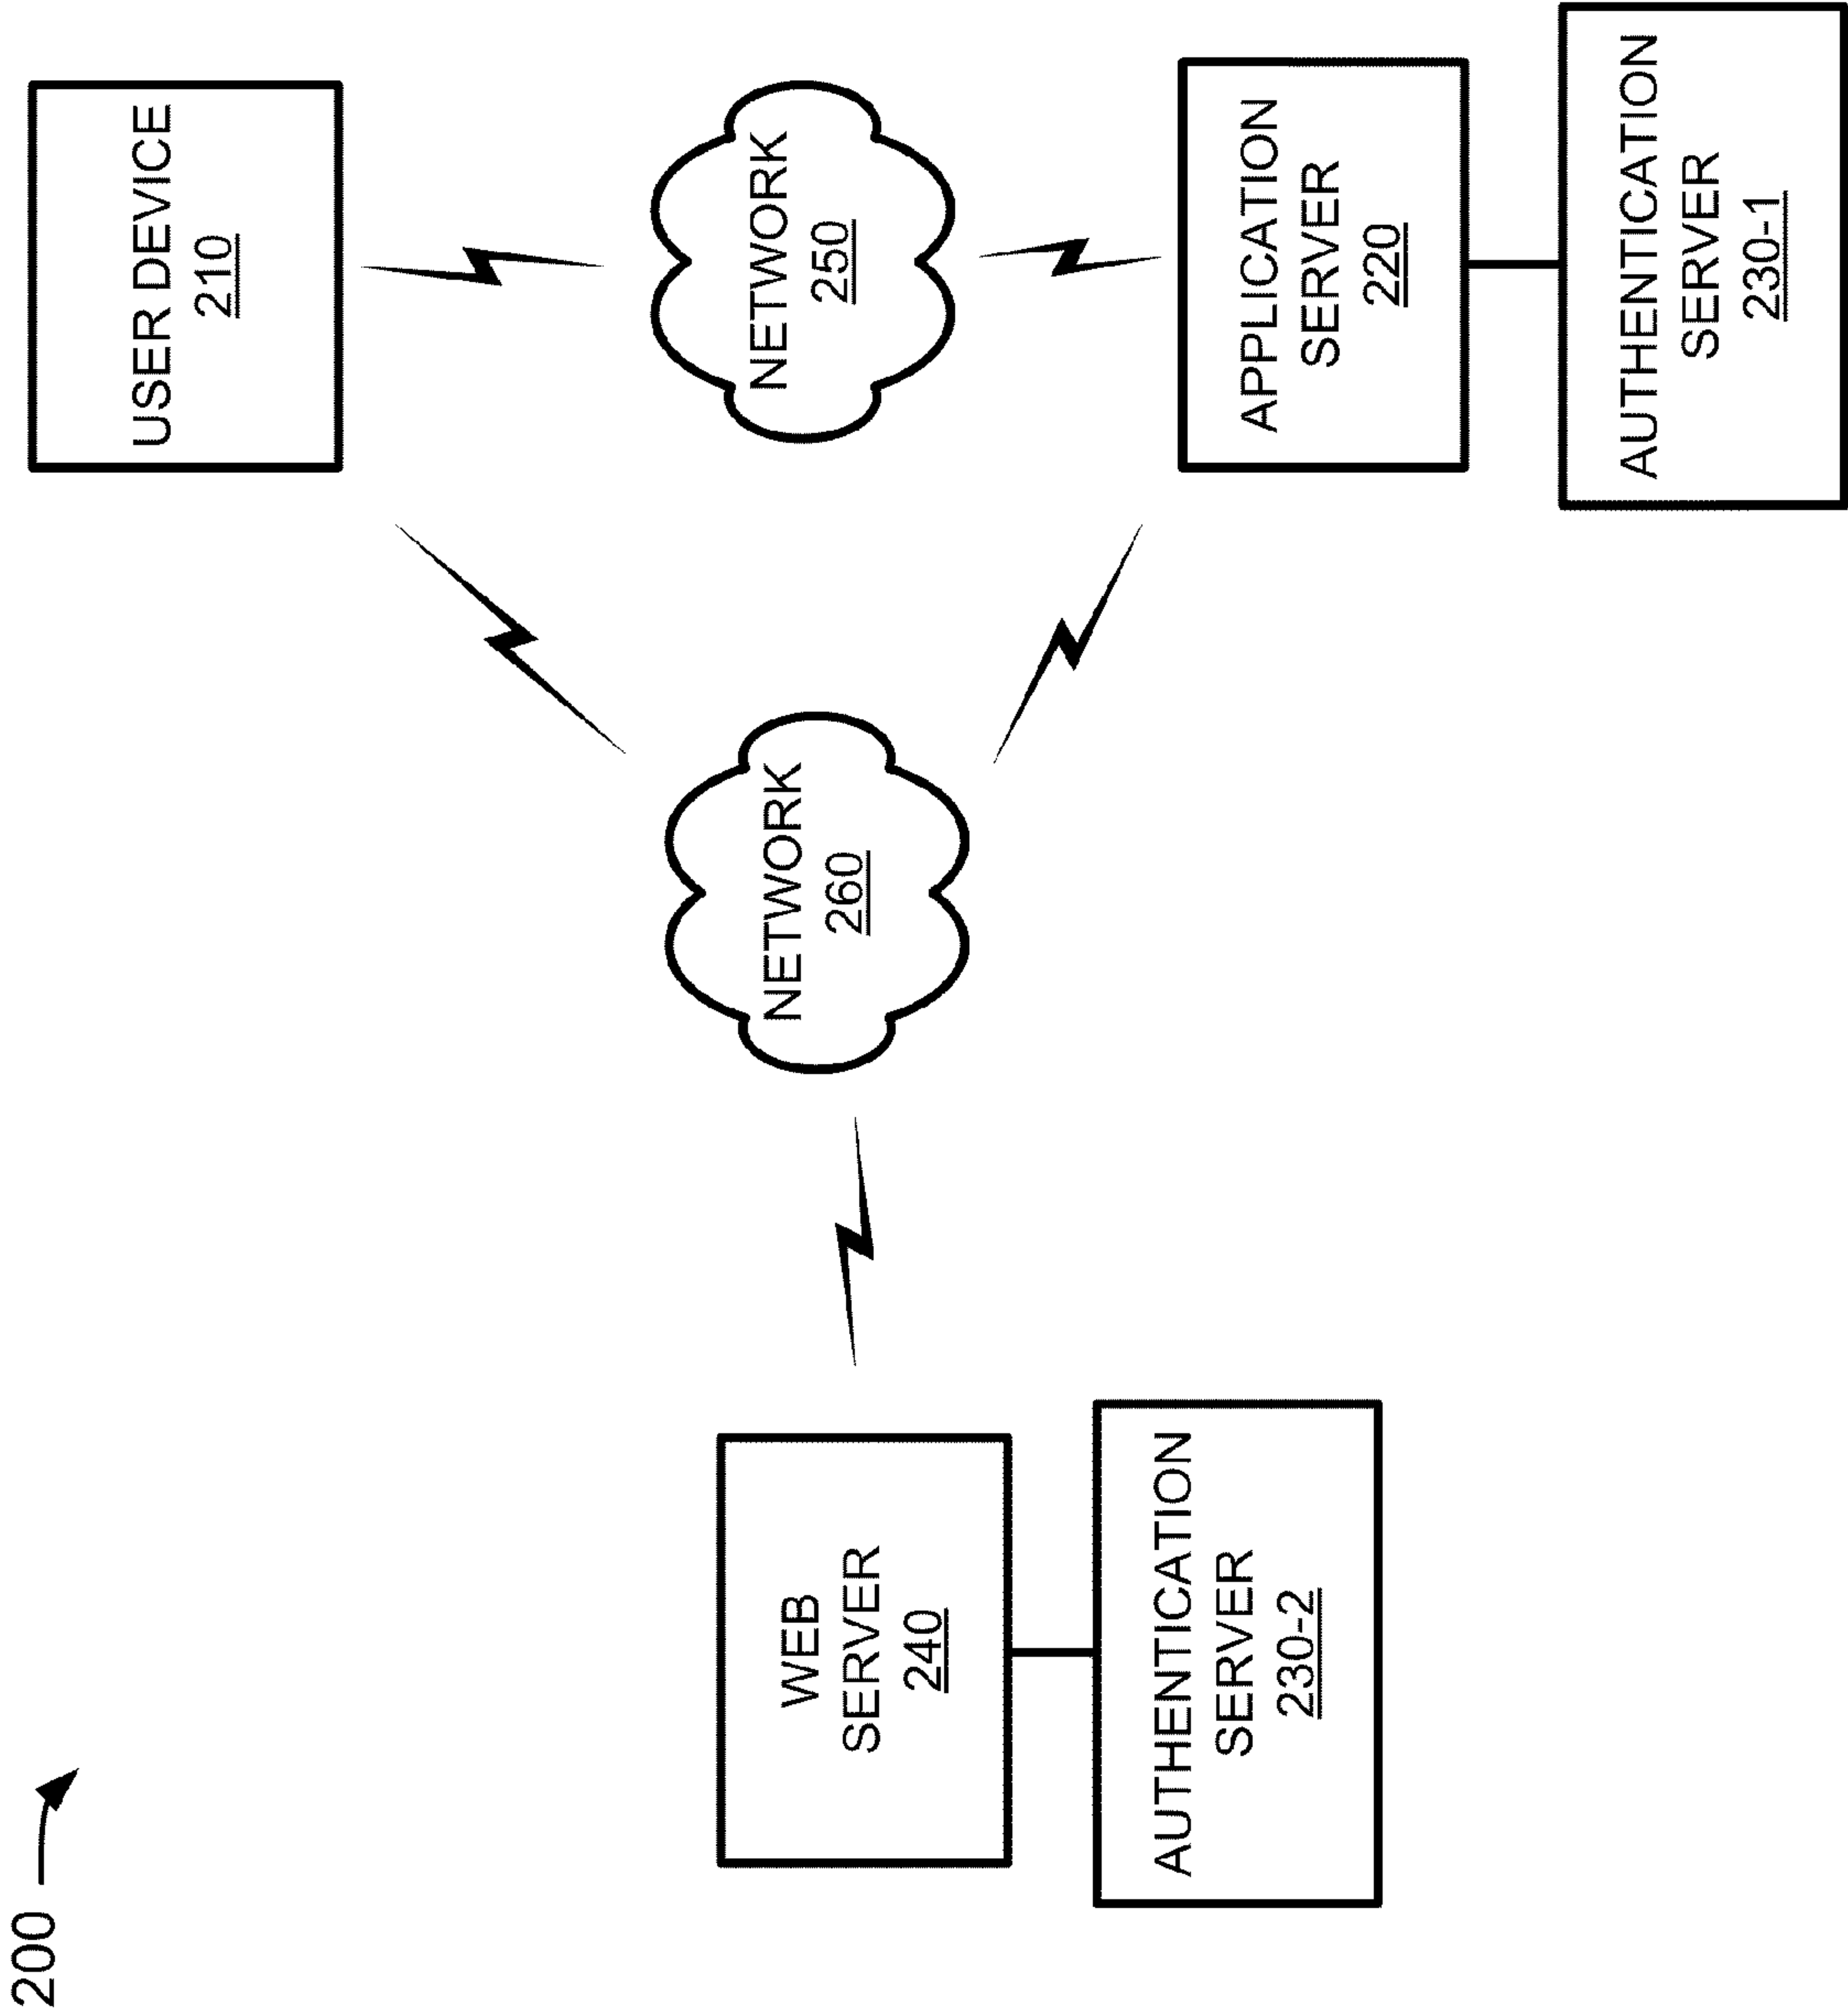 200
USER DEVICE
210
NETWORK
250
NETWORK
260
WEB
SERVER
240
AUTHENTICATION
SERVER
230-2
APPLICATION
SERVER
220
AUTHENTICATION
SERVER
230-1